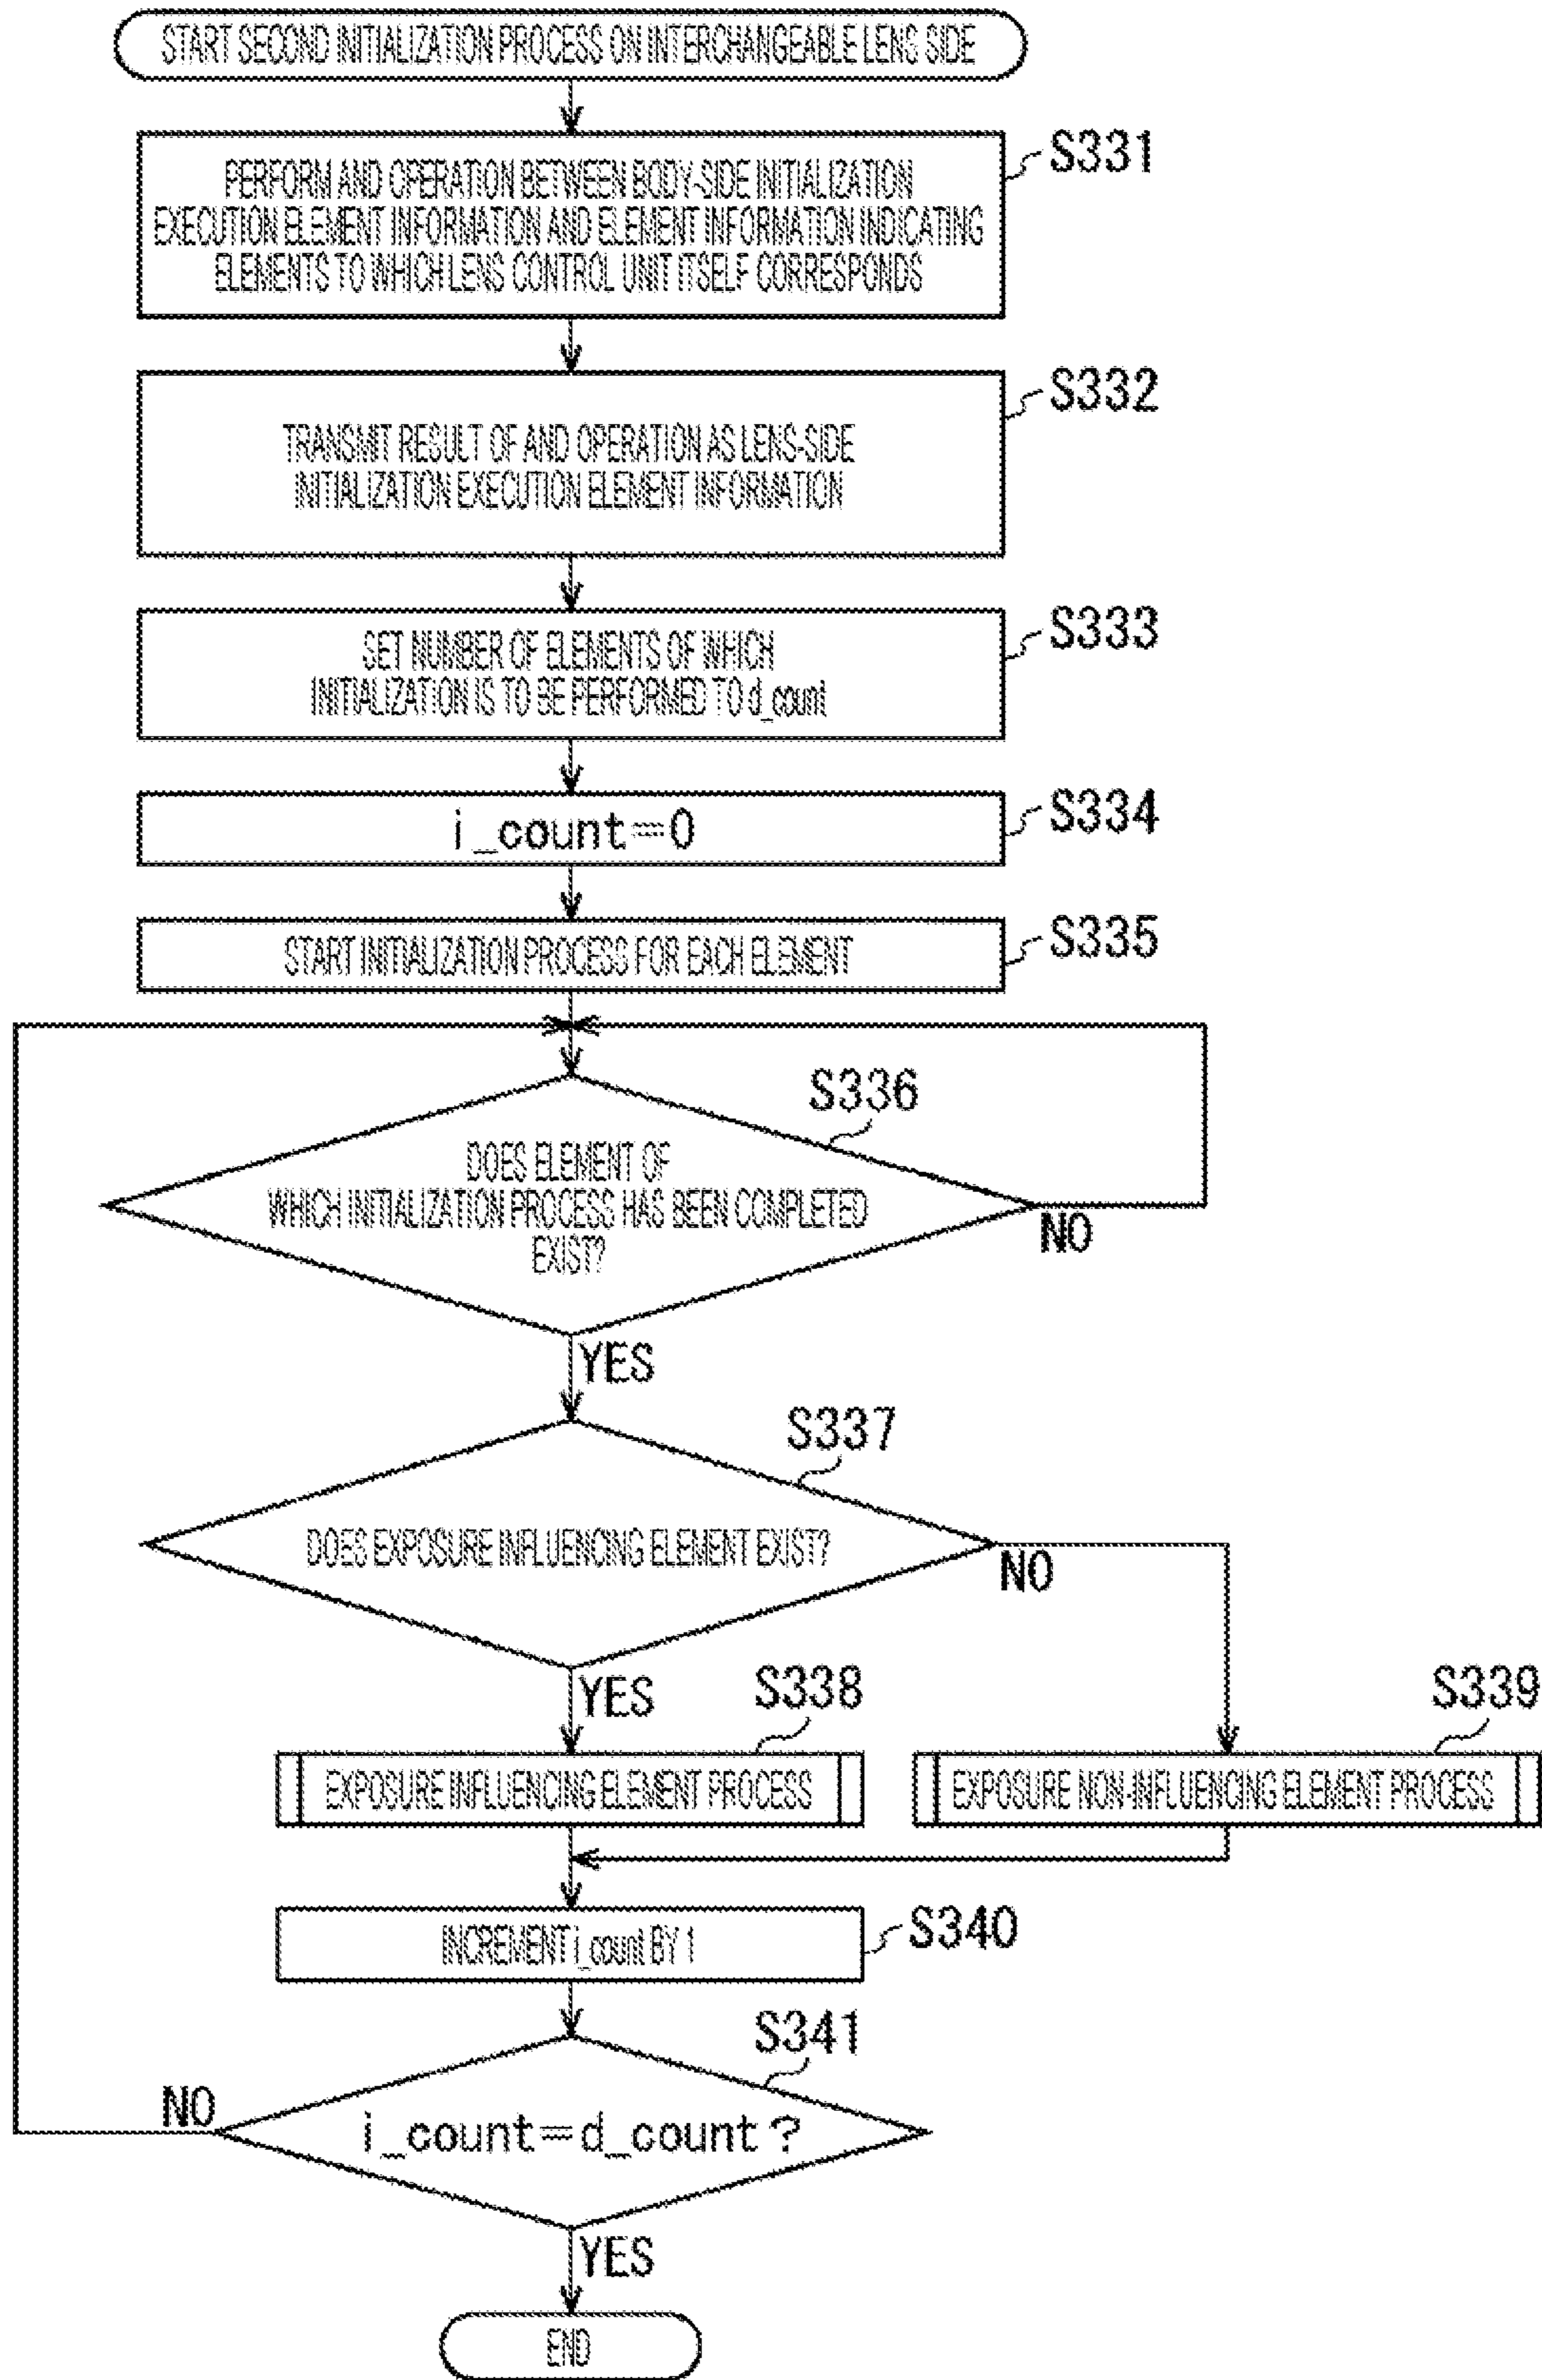 START SECOND INITIALIZATION PROCESS ON INTERCHANGEABLE LENS SIDE
S331
PERFORM AND OPERATION BETWEEN BODY-SIDE INITIALIZATION
EXECUTION ELEMENT INFORMATION AND ELEMENT INFORMATION INDICATING
ELEMENTS TO WHICH LENS CONTROL UNIT ITSELF CORRESPONDS
S332
TRANSMIT RESULT OF AND OPERATION AS LENS-SIDE
INITIALIZATION EXECUTION ELEMENT INFORMATION
S333
SET NUMBER OF ELEMENTS OF WHICH
INITIALIZATION IS TO BE PERFORMED TO d_count
S334
i_count=0
S335
START INITIALIZATION PROCESS FOR EACH ELEMENT
S336
DOES ELEMENT OF
WHICH INITIALIZATION PROCESS HAS BEEN COMPLETED
EXIST?
NO
YES
S337
DOES EXPOSURE INFLUENCING ELEMENT EXIST?
NO
YES
S338
S339
EXPOSURE INFLUENCING ELEMENT PROCESS
EXPOSURE NON-INFLUENCING ELEMENT PROCESS
INCREMENT i_count BY 1
S340
S341
NO
i_count=d_count?
YES
END